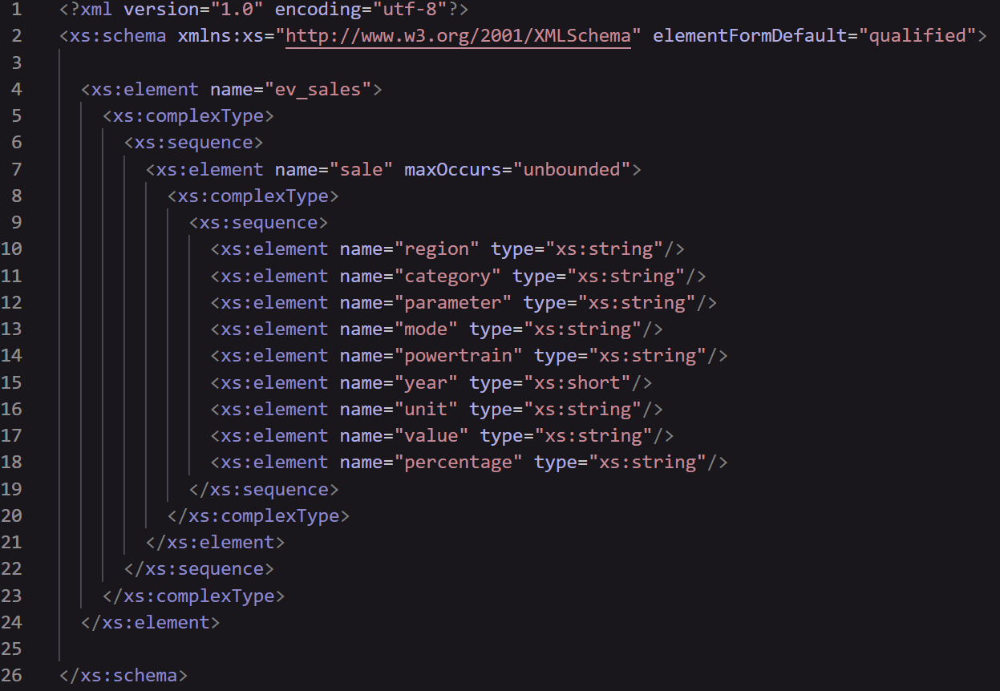 1 <?xml version="1.0" encoding="utf-8"?>
2 <xs:schema xmlns:xs="http://www.w3.org/2001/XMLSchema" elementFormDefault="qualified">
3
4   <xs:element name="ev_sales">
5     <xs:complexType>
6       <xs:sequence>
7         <xs:element name="sale" maxOccurs="unbounded">
8           <xs:complexType>
9             <xs:sequence>
10               <xs:element name="region" type="xs:string"/>
11               <xs:element name="category" type="xs:string"/>
12               <xs:element name="parameter" type="xs:string"/>
13               <xs:element name="mode" type="xs:string"/>
14               <xs:element name="powertrain" type="xs:string"/>
15               <xs:element name="year" type="xs:short"/>
16               <xs:element name="unit" type="xs:string"/>
17               <xs:element name="value" type="xs:string"/>
18               <xs:element name="percentage" type="xs:string"/>
19             </xs:sequence>
20           </xs:complexType>
21         </xs:element>
22       </xs:sequence>
23     </xs:complexType>
24   </xs:element>
25
26 </xs:schema>